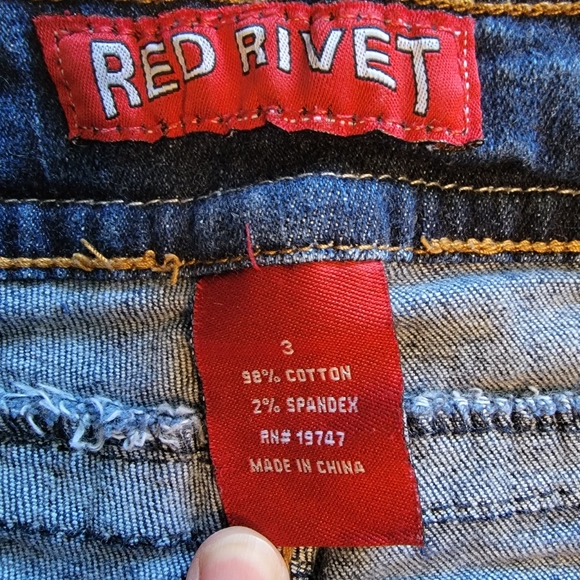 RED RIVET
3
98% COTTON
2% SPANDEX
RN# 19747
MADE IN CHINA